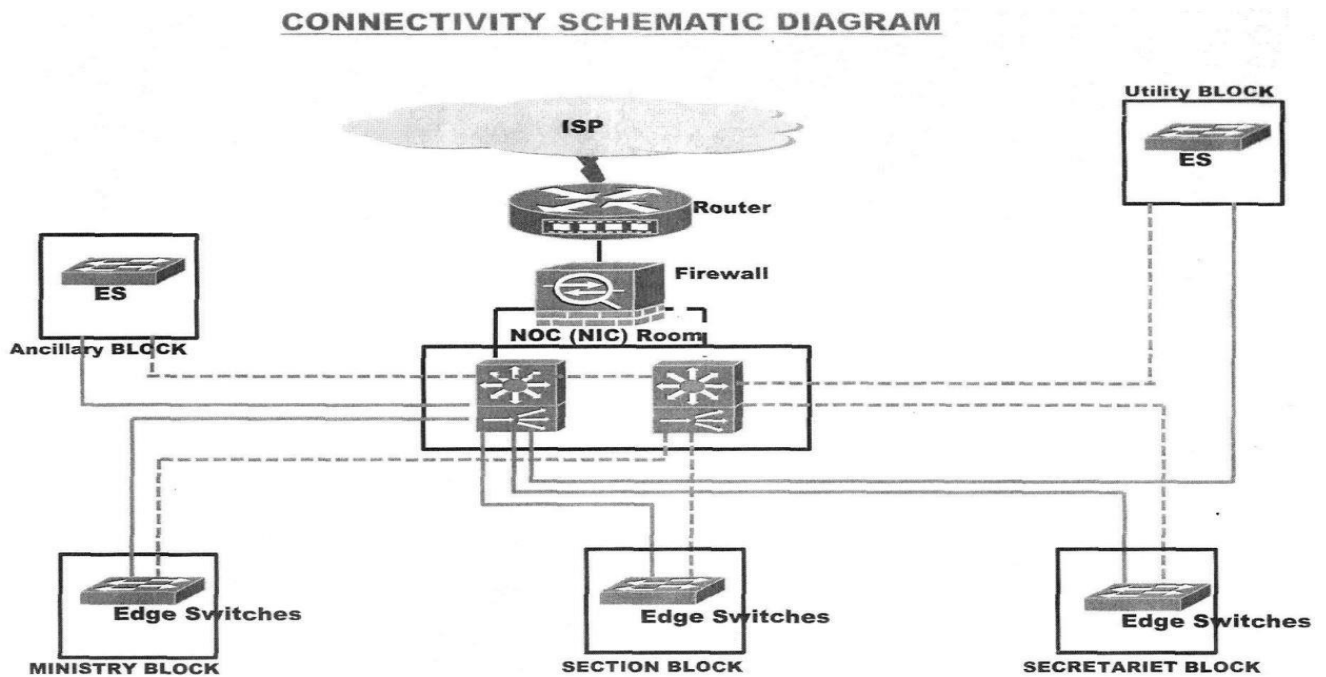 CONNECTIVITY SCHEMATIC DIAGRAM
Utility BLOCK
ISP
ES
Router
Firewall
ES
NOC (NIC) Room
Ancillary BLOCK
Edge Switches
Edge Switches
Edge Switches
MINISTRY BLOCK
SECTION BLOCK
SECRETARIET BLOCK